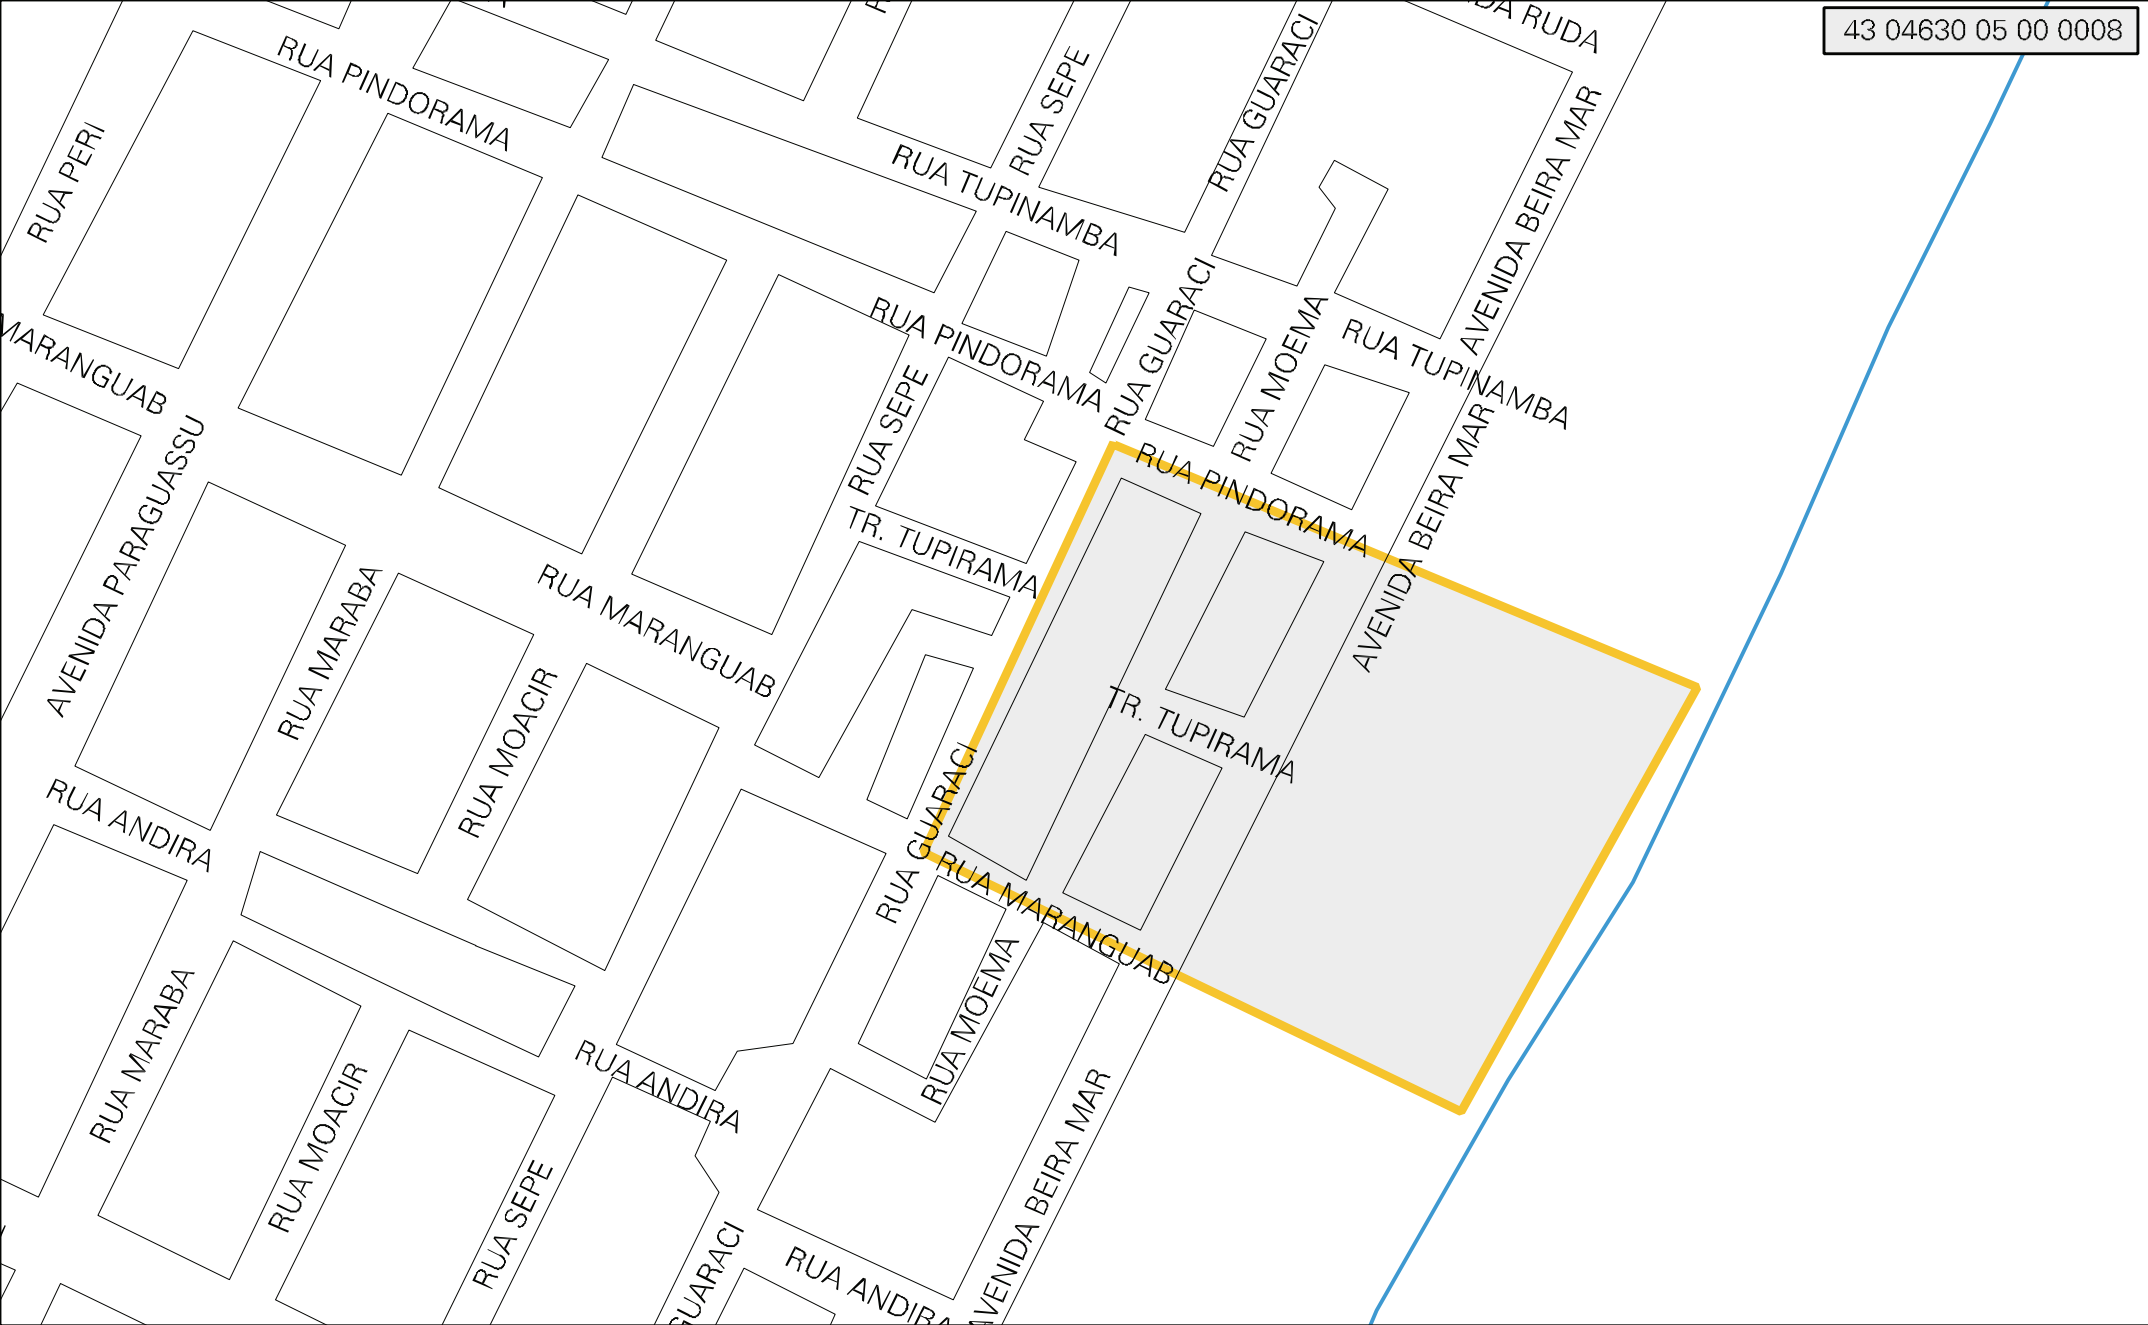 DA RUDA
43 04630 05 00 0008
RUA PINDORAMA
RUA PERI
RUA SEPE
RUA GUARACI
AVENIDA BEIRA MAR
RUA TUPINAMBA
MARANGUAB
RUA PINDORAMA
RUA GUARACI
RUA MOEMA
RUA TUPINAMBA
RUA SEPE
AVENIDA PARAGUASSU
RUA PINDORAMA
AVENIDA BEIRA MAR
TR. TUPIRAMA
RUA MARABA
RUA MARANGUAB
RUA MOACIR
TR. TUPIRAMA
RUA ANDIRA
RUA GUARACI
RUA MARANGUAB
RUA MARABA
RUA MOEMA
RUA ANDIRA
RUA MOACIR
AVENIDA BEIRA MAR
RUA SEPE
GUARACI
RUA ANDIRA